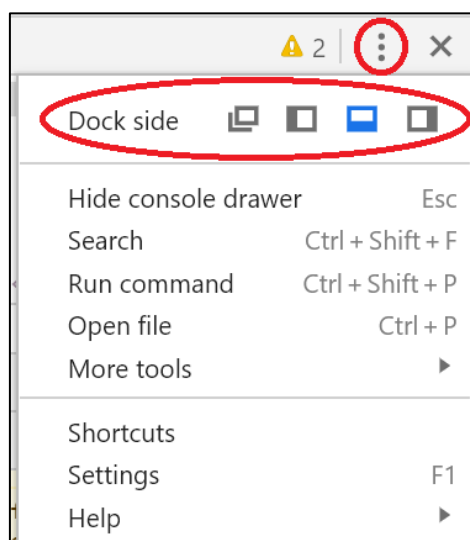 2
Dock side
Hide console drawer Esc
Search Ctrl + Shift + F
Run command Ctrl + Shift + P
Open file Ctrl + P
More tools
Shortcuts
Settings F1
Help